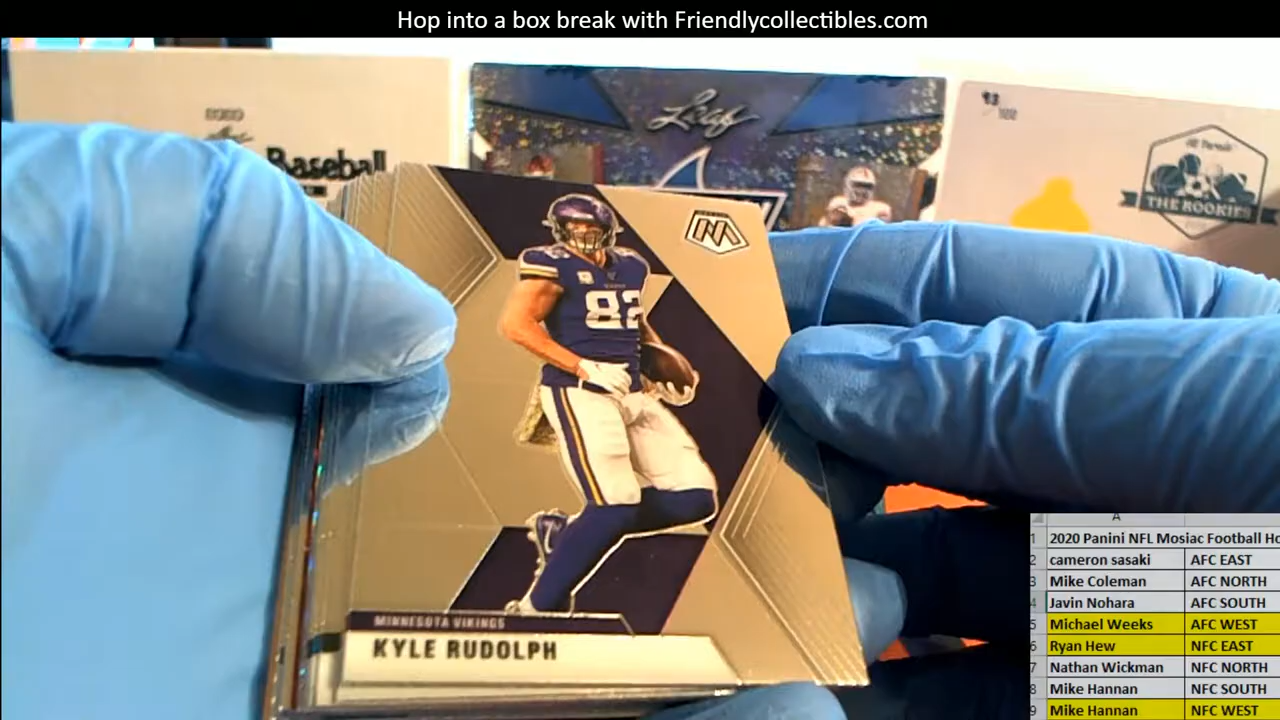 Hop into a box break with Friendlycollectibles.com
Baseball
Leaf
THE ROOKIES
82
MINNESOTA VIKINGS
KYLE RUDOLPH
A
1 2020 Panini NFL Mosiac Football Ho
2 cameron sasaki AFC EAST
3 Mike Coleman AFC NORTH
4 Javin Nohara AFC SOUTH
5 Michael Weeks AFC WEST
6 Ryan Hew NFC EAST
7 Nathan Wickman NFC NORTH
8 Mike Hannan NFC SOUTH
9 Mike Hannan NFC WEST